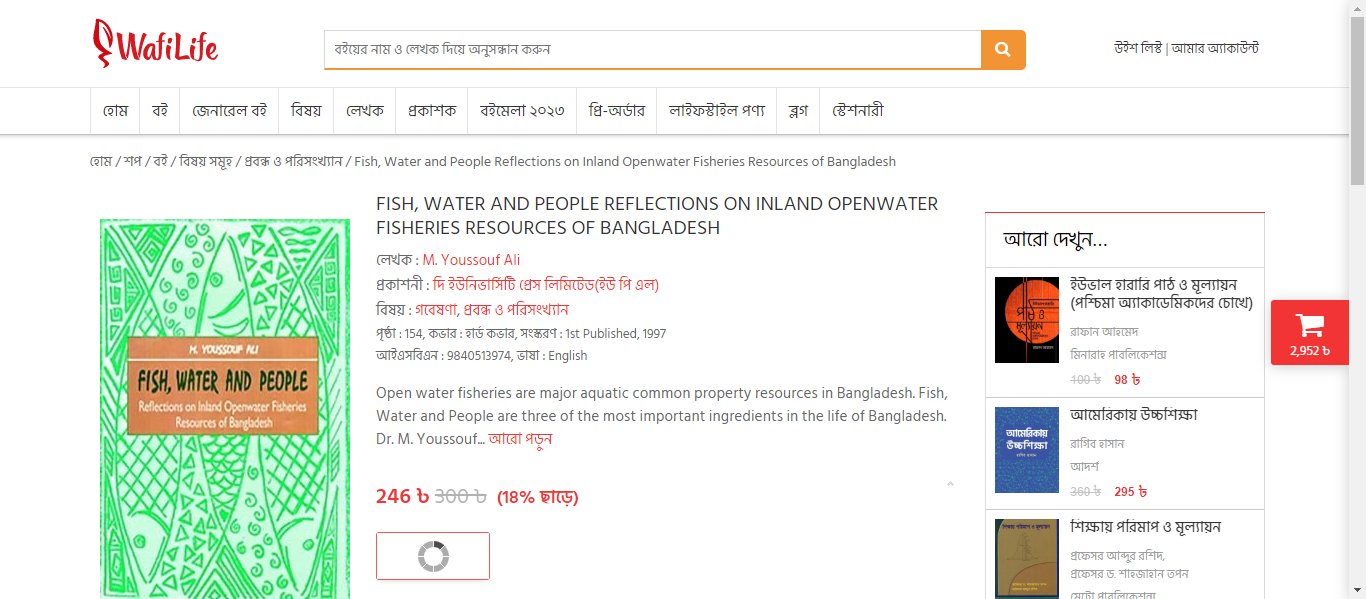 WafiLife
বইয়ের নাম ও লেখক দিয়ে অনুসন্ধান করুন
উইশ লিস্ট | আমার অ্যাকাউন্ট
হোম বই জেনারেল বই বিষয় লেখক প্রকাশক বইমেলা ২০২৩ প্রি-অর্ডার লাইফস্টাইল পণ্য ব্লগ স্টেশনারী
হোম / শপ / বই / বিষয় সমূহ / প্রবন্ধ ও পরিসংখ্যান / Fish, Water and People Reflections on Inland Openwater Fisheries Resources of Bangladesh
M. YOUSSOUF ALI
FISH, WATER AND PEOPLE
Reflections on Inland Openwater Fisheries
Resources of Bangladesh
FISH, WATER AND PEOPLE REFLECTIONS ON INLAND OPENWATER
FISHERIES RESOURCES OF BANGLADESH
লেখক : M. Youssouf Ali
প্রকাশনী : দি ইউনিভার্সিটি প্রেস লিমিটেড(ইউ পি এল)
বিষয় : গবেষণা, প্রবন্ধ ও পরিসংখ্যান
পৃষ্ঠা : 154, কভার : হার্ড কভার, সংস্করণ : 1st Published, 1997
আইএসবিএন : 9840513974, ভাষা : English
Open water fisheries are major aquatic common property resources in Bangladesh. Fish,
Water and People are three of the most important ingredients in the life of Bangladesh.
Dr. M. Youssouf... আরো পড়ুন
246 ৳ 300 ৳ (18% ছাড়ে)
আরো দেখুন...
পাঠ ও
মূল্যায়ন
ইউভাল হারারি পাঠ ও মূল্যায়ন
(পশ্চিমা অ্যাকাডেমিকদের চোখে)
রাফান আহমেদ
মিনারাহ পাবলিকেশন্স
100 ৳ 98 ৳
আমেরিকায়
উচ্চশিক্ষা
রাগিব হাসান
আমেরিকায় উচ্চশিক্ষা
রাগিব হাসান
আদর্শ
360 ৳ 295 ৳
শিক্ষায় পরিমাপ ও মূল্যায়ন
শিক্ষায় পরিমাপ ও মূল্যায়ন
প্রফেসর আব্দুর রশিদ,
প্রফেসর ড. শাহজাহান তপন
মেট্রো পাবলিকেশন্স
2,952 ৳